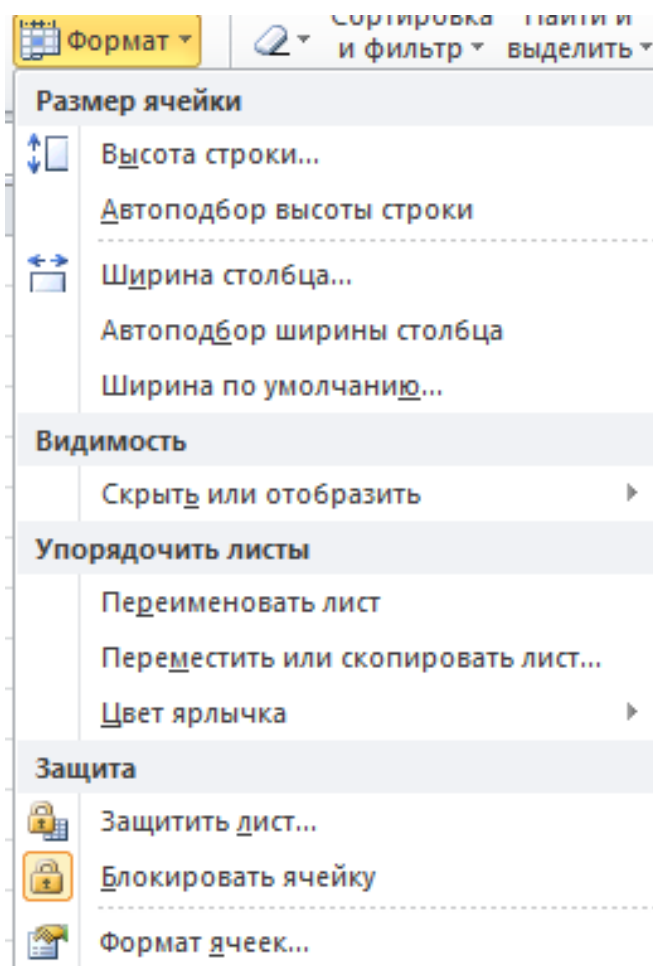 Формат
Сортировка Найти и
и фильтр выделить
Размер ячейки
Высота строки...
Автоподбор высоты строки
Ширина столбца...
Автоподбор ширины столбца
Ширина по умолчанию...
Видимость
Скрыть или отобразить
Упорядочить листы
Переименовать лист
Переместить или скопировать лист...
Цвет ярлычка
Защита
Защитить лист...
Блокировать ячейку
Формат ячеек...